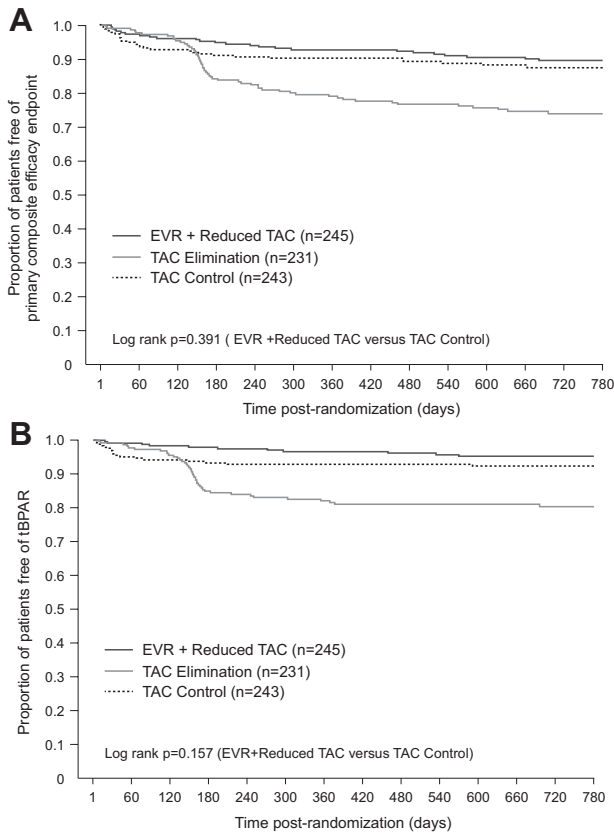 A
Proportion of patients free of
primary composite efficacy endpoint
1.0
0.9
0.8
0.7
0.6
0.5
0.4
0.3
0.2
0.1
0
EVR + Reduced TAC (n=245)
TAC Elimination (n=231)
TAC Control (n=243)
Log rank p=0.391 ( EVR +Reduced TAC versus TAC Control)
1 60 120 180 240 300 360 420 480 540 600 660 720 780
Time post-randomization (days)
B
Proportion of patients free of tBPAR
1.0
0.9
0.8
0.7
0.6
0.5
0.4
0.3
0.2
0.1
0
EVR + Reduced TAC (n=245)
TAC Elimination (n=231)
TAC Control (n=243)
Log rank p=0.157 (EVR+Reduced TAC versus TAC Control)
1 60 120 180 240 300 360 420 480 540 600 660 720 780
Time post-randomization (days)